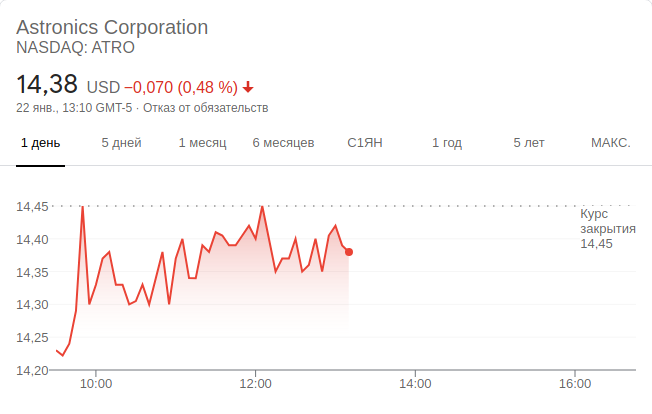 Astronics Corporation
NASDAQ: ATRO
14,38 USD −0,070 (0,48 %)
22 янв., 13:10 GMT-5 · Отказ от обязательств
1 день 5 дней 1 месяц 6 месяцев С1ЯН 1 год 5 лет МАКС.
14,45
14,40
14,35
14,30
14,25
14,20
Курс
закрытия
14,45
10:00 12:00 14:00 16:00